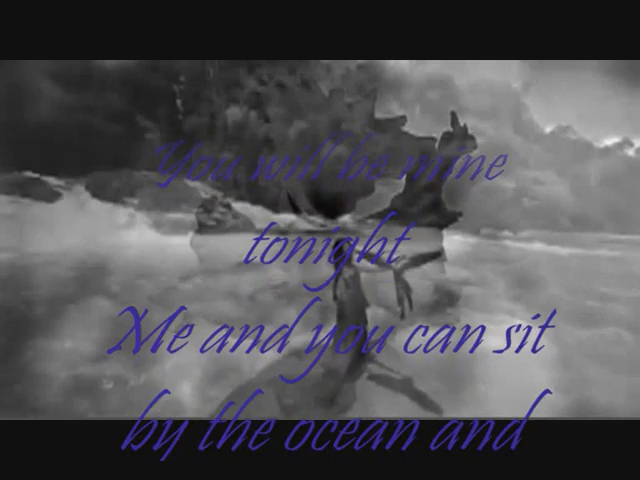 You will be mine
tonight
Me and you can sit
by the ocean and